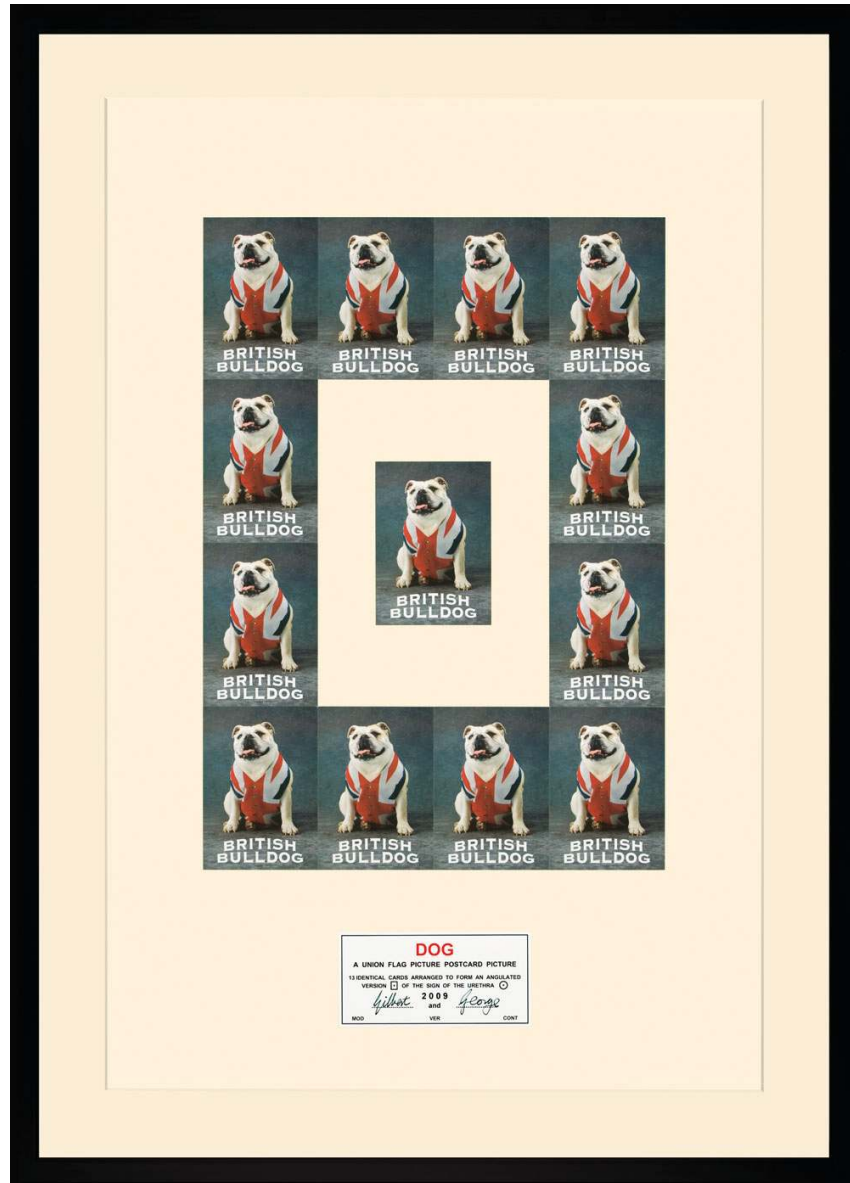 BRITISH
BULLDOG
BRITISH
BULLDOG
BRITISH
BULLDOG
BRITISH
BULLDOG
BRITISH
BULLDOG
BRITISH
BULLDOG
BRITISH
BULLDOG
BRITISH
BULLDOG
BRITISH
BULLDOG
BRITISH
BULLDOG
BRITISH
BULLDOG
BRITISH
BULLDOG
BRITISH
BULLDOG
DOG
A UNION FLAG PICTURE POSTCARD PICTURE
13 IDENTICAL CARDS ARRANGED TO FORM AN ANGULATED
VERSION ⊡ OF THE SIGN OF THE URETHRA ⊙
Gilbert 2009 and George
MOD VER CONT